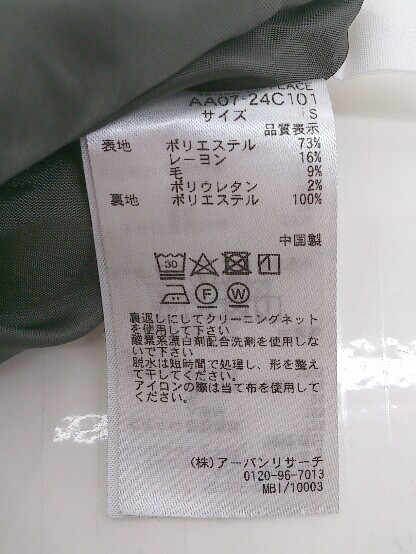 AA07-24C101
サイズ S
品質表示
表地 ポリエステル 73%
レーヨン 16%
毛 9%
ポリウレタン 2%
裏地 ポリエステル 100%
中国製
30
F W
裏返しにしてクリーニングネット
を使用して下さい
酸素系漂白剤配合洗剤を使用しな
いで下さい
脱水は短時間で処理し、形を整え
て干してください。
アイロンの際は当て布を使用して
ください。
(株)アーバンリサーチ
0120-96-7013
MBI/10003